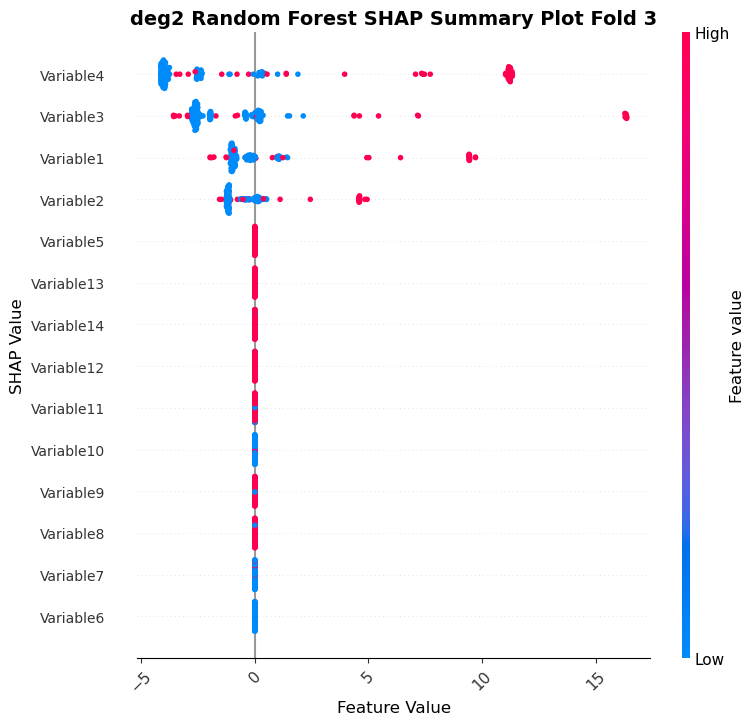 deg2 Random Forest SHAP Summary Plot Fold 3
High
Variable4
Variable3
Variable1
Variable2
Variable5
Variable13
Variable14
Variable12
Variable11
Variable10
Variable9
Variable8
Variable7
Variable6
SHAP Value
Feature value
Low
−5
0
5
10
15
Feature Value